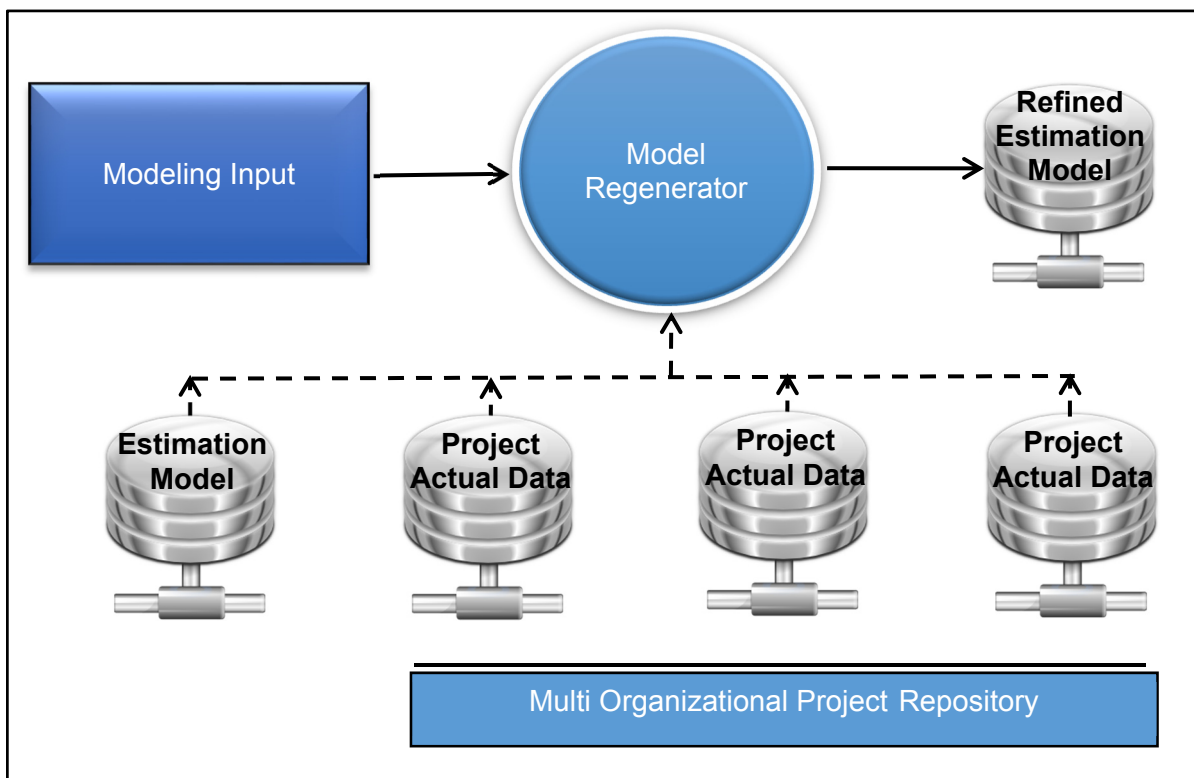 Modeling Input
Model
Regenerator
Refined
Estimation
Model
Estimation
Model
Project
Actual Data
Project
Actual Data
Project
Actual Data
Multi Organizational Project Repository